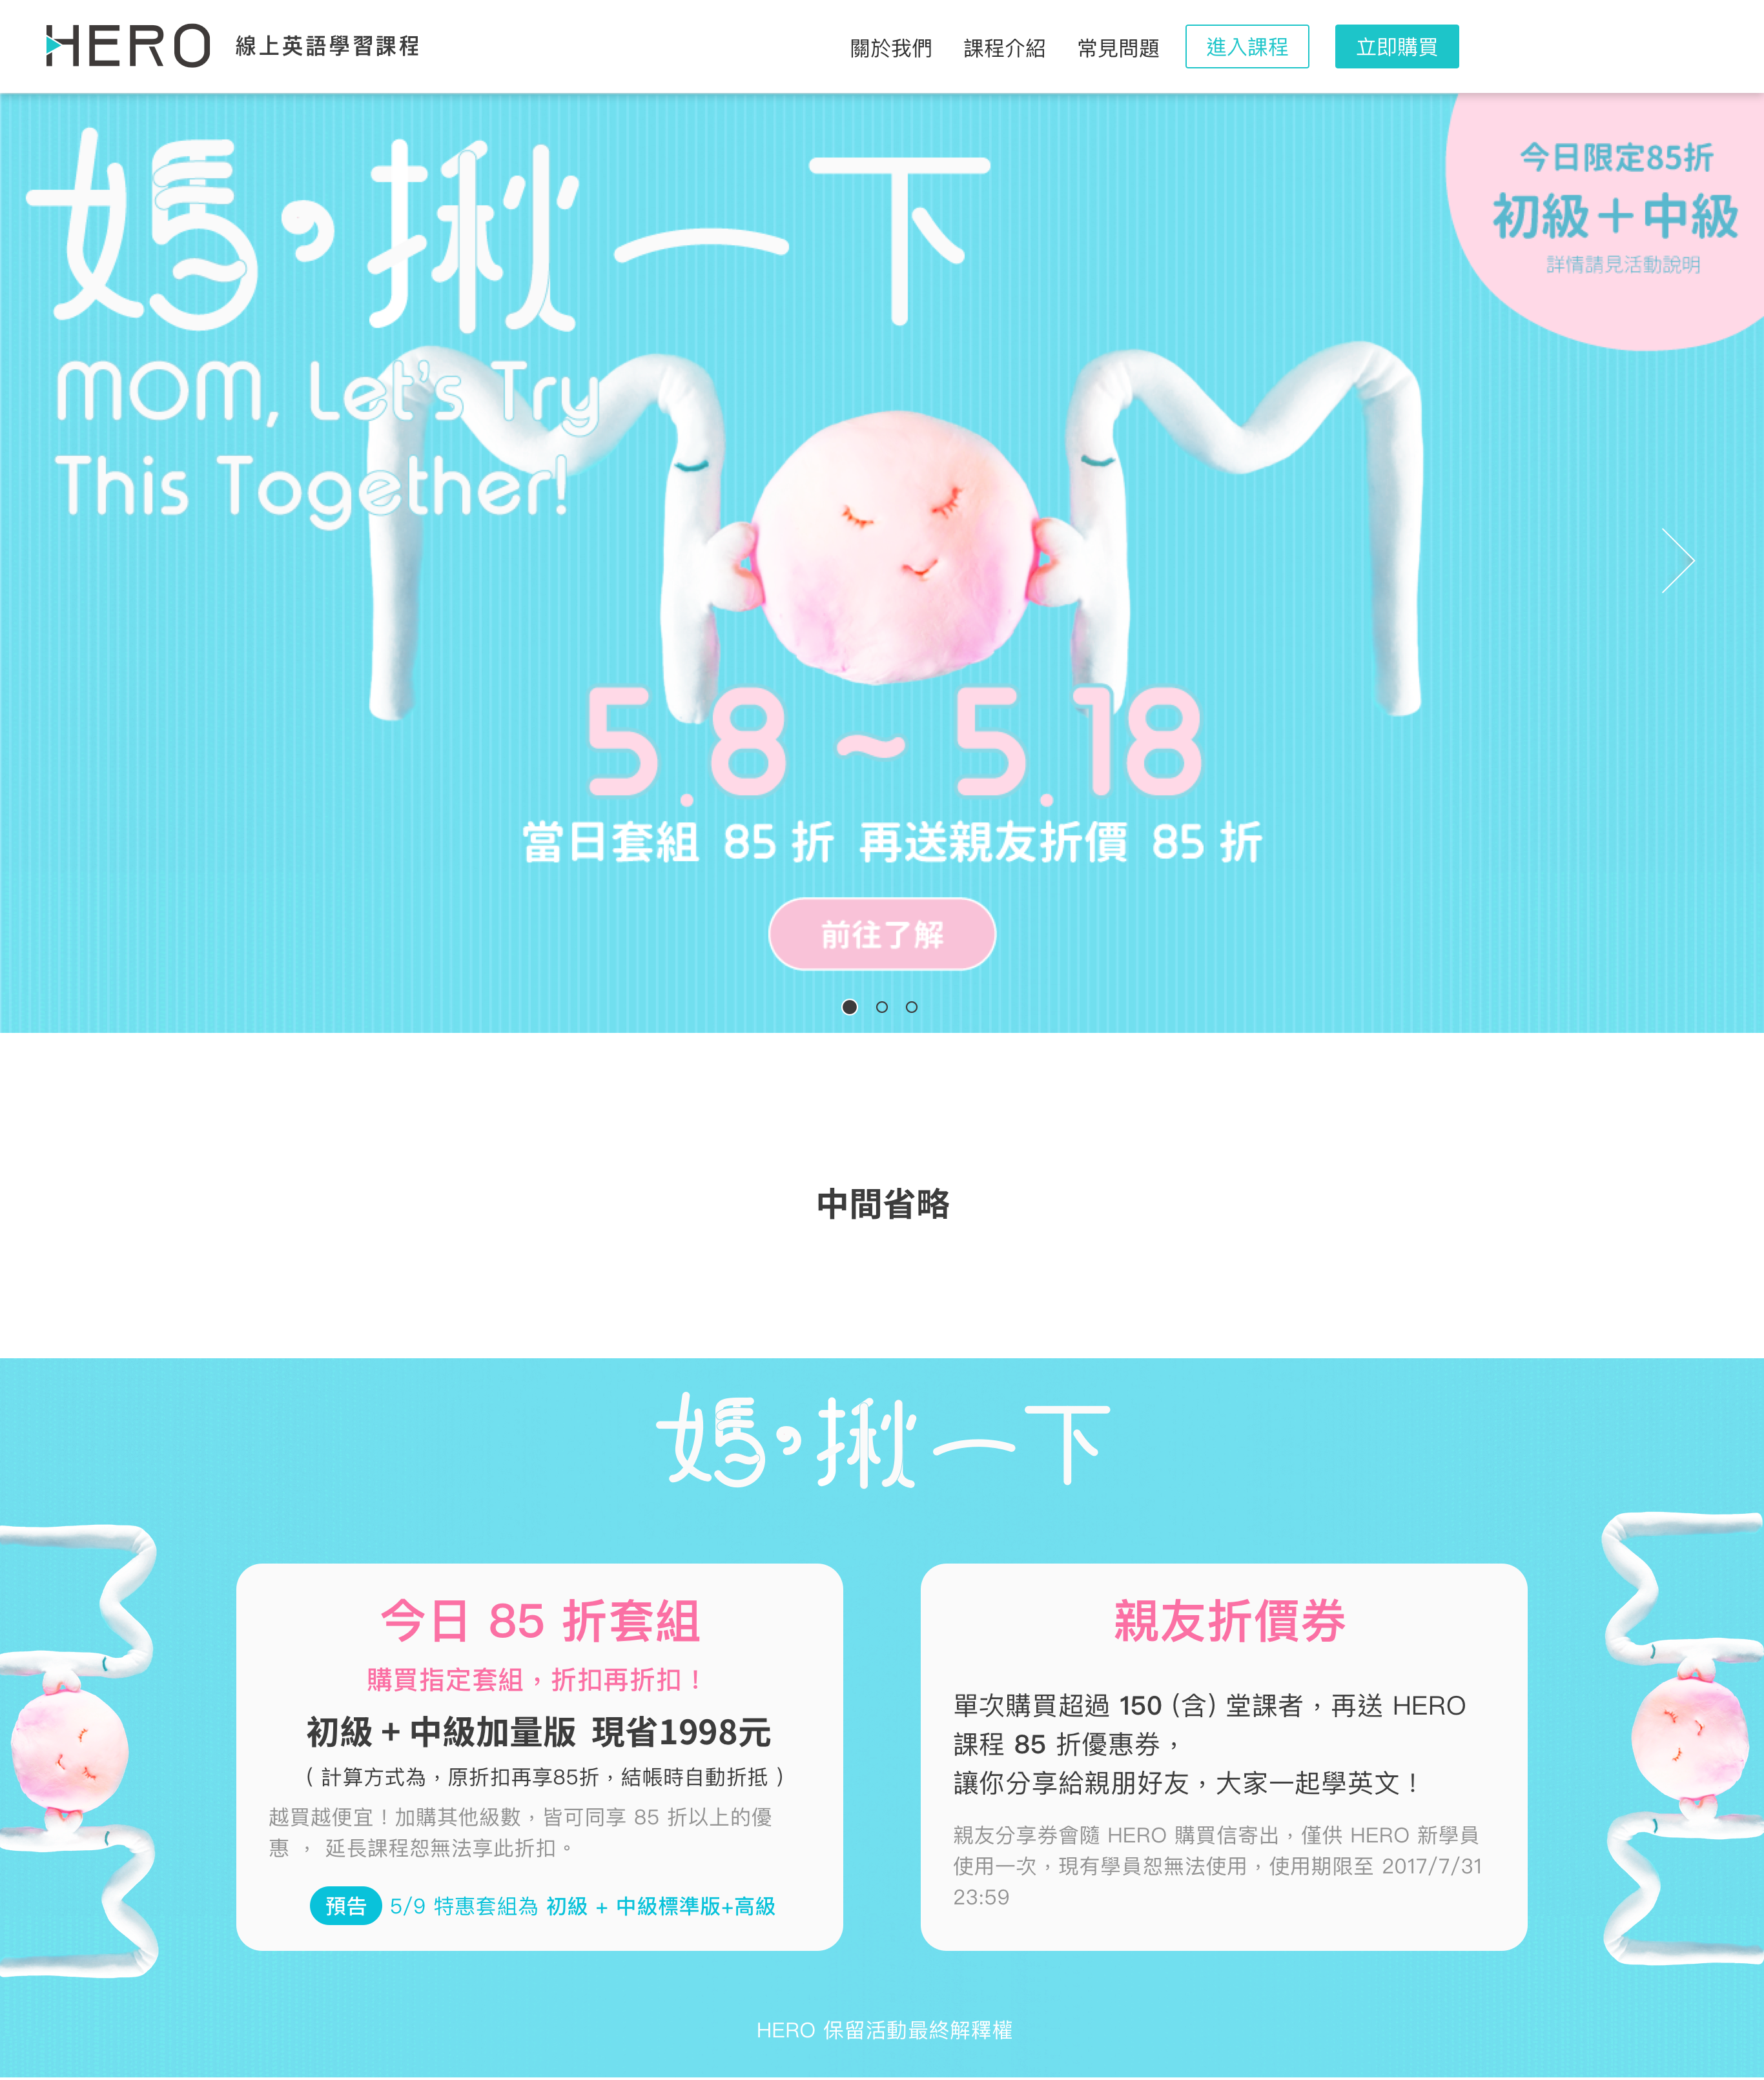 HERO 線上英語學習課程
關於我們 課程介紹 常見問題 進入課程 立即購買
媽，揪一下
今日限定85折
初級＋中級
詳情請見活動說明
mom, Let's Try
This Together!
5.8 ~ 5.18
當日套組 85 折 再送親友折價 85 折
前往了解
中間省略
媽，揪一下
今日 85 折套組
購買指定套組，折扣再折扣！
初級 + 中級加量版 現省1998元
( 計算方式為，原折扣再享85折，結帳時自動折抵 )
越買越便宜！加購其他級數，皆可同享 85 折以上的優
惠 ， 延長課程恕無法享此折扣。
預告 5/9 特惠套組為 初級 + 中級標準版+高級
親友折價券
單次購買超過 150 (含) 堂課者，再送 HERO
課程 85 折優惠券，
讓你分享給親朋好友，大家一起學英文！
親友分享券會隨 HERO 購買信寄出，僅供 HERO 新學員
使用一次，現有學員恕無法使用，使用期限至 2017/7/31
23:59
HERO 保留活動最終解釋權